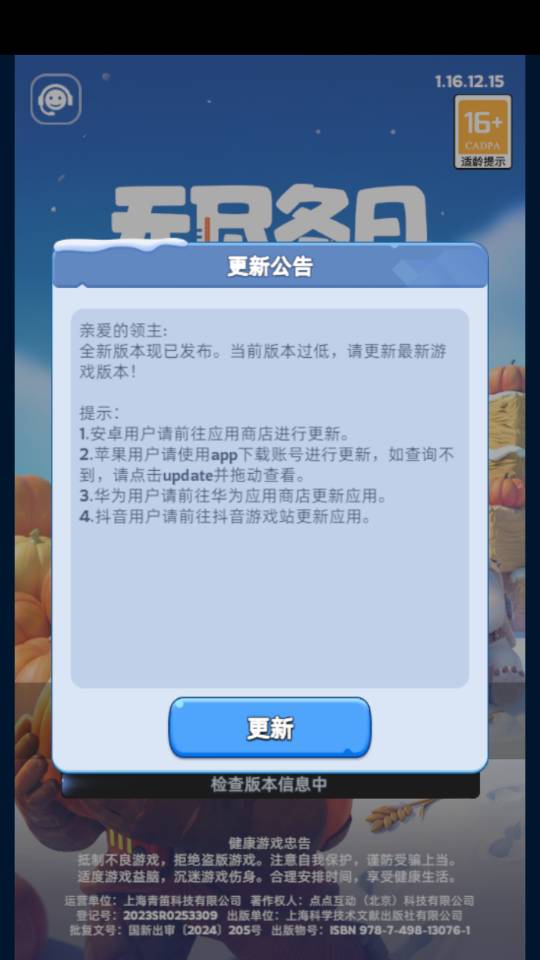 1.16.12.15
16+
CADPA
适龄提示
无尽冬日
更新公告
亲爱的领主:
全新版本现已发布。当前版本过低，请更新最新游
戏版本！
提示：
1.安卓用户请前往应用商店进行更新。
2.苹果用户请使用app下载账号进行更新，如查询不
到，请点击update并拖动查看。
3.华为用户请前往华为应用商店更新应用。
4.抖音用户请前往抖音游戏站更新应用。
更新
检查版本信息中
健康游戏忠告
抵制不良游戏，拒绝盗版游戏。注意自我保护，谨防受骗上当。
适度游戏益脑，沉迷游戏伤身。合理安排时间，享受健康生活。
运营单位：上海青笛科技有限公司 著作权人：点点互动（北京）科技有限公司
登记号：2023SR0253309 出版单位：上海科学技术文献出版社有限公司
批复文号：国新出审〔2024〕205号 出版物号：ISBN 978-7-498-13076-1